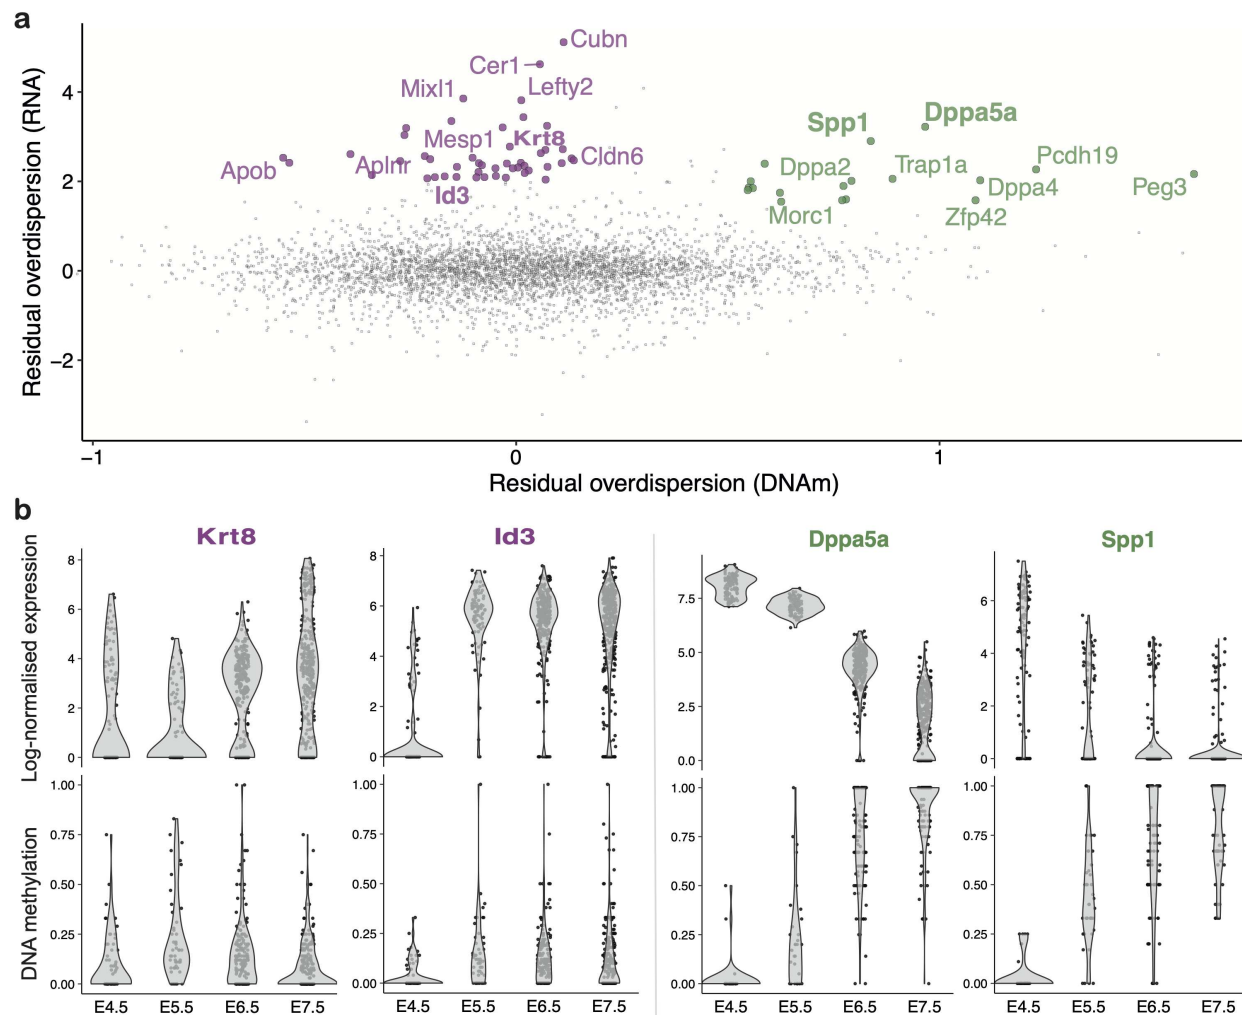 a
Residual overdispersion (RNA)
4
2
0
−2
Cubn
Cer1
Mixl1
Lefty2
Mesp1
Krt8
Apob
Aplnr
Cldn6
Id3
Spp1
Dppa5a
Dppa2
Trap1a
Pcdh19
Dppa4
Peg3
Morc1
Zfp42
−1
0
1
Residual overdispersion (DNAm)
b
Krt8
Id3
Dppa5a
Spp1
Log-normalised expression
8
6
4
2
0
8
6
4
2
0
7.5
5.0
2.5
0.0
6
4
2
0
DNA methylation
1.00
0.75
0.50
0.25
0.00
1.00
0.75
0.50
0.25
0.00
1.00
0.75
0.50
0.25
0.00
1.00
0.75
0.50
0.25
0.00
E4.5 E5.5 E6.5 E7.5
E4.5 E5.5 E6.5 E7.5
E4.5 E5.5 E6.5 E7.5
E4.5 E5.5 E6.5 E7.5